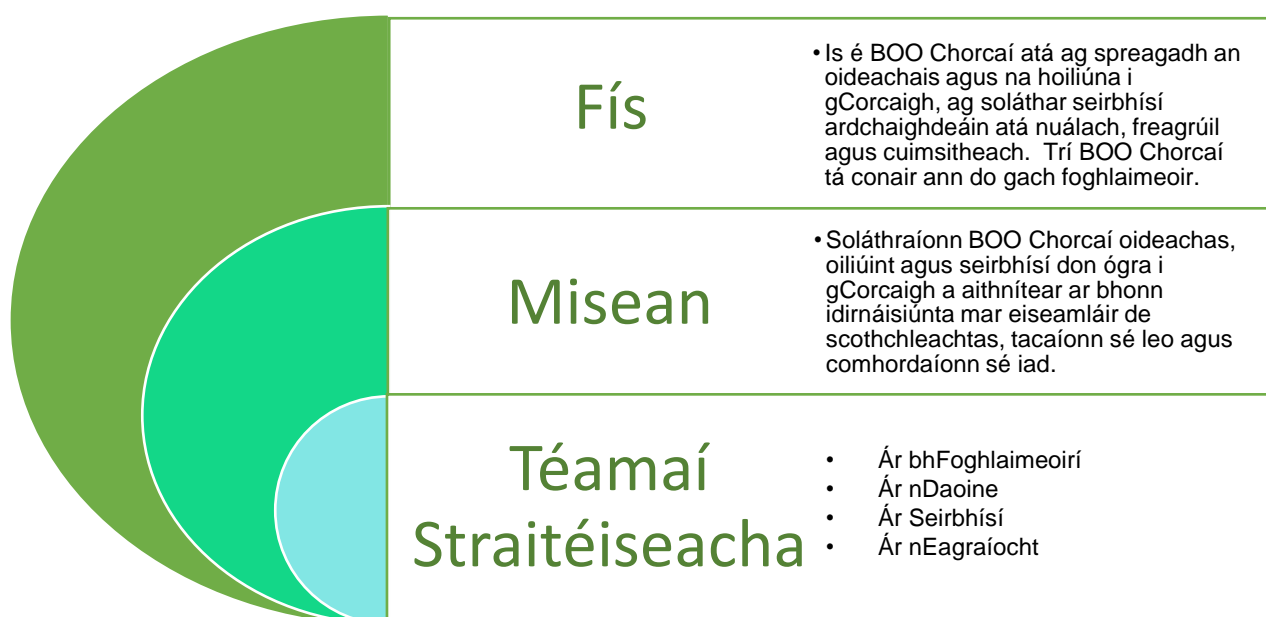 Fís
• Is é BOO Chorcaí atá ag spreagadh an
oideachais agus na hoiliúna i
gCorcaigh, ag soláthar seirbhísí
ardchaighdeáin atá nuálach, freagrúil
agus cuimsitheach.  Trí BOO Chorcaí
tá conair ann do gach foghlaimeoir.
Misean
• Soláthraíonn BOO Chorcaí oideachas,
oiliúint agus seirbhísí don ógra i
gCorcaigh a aithnítear ar bhonn
idirnáisiúnta mar eiseamláir de
scothchleachtas, tacaíonn sé leo agus
comhordaíonn sé iad.
Téamaí
Straitéiseacha
• Ár bhFoghlaimeoirí
• Ár nDaoine
• Ár Seirbhísí
• Ár nEagraíocht